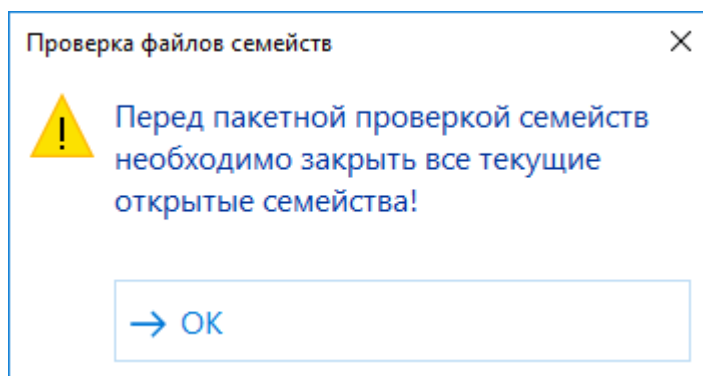 Проверка файлов семейств
Перед пакетной проверкой семейств
необходимо закрыть все текущие
открытые семейства!
OK